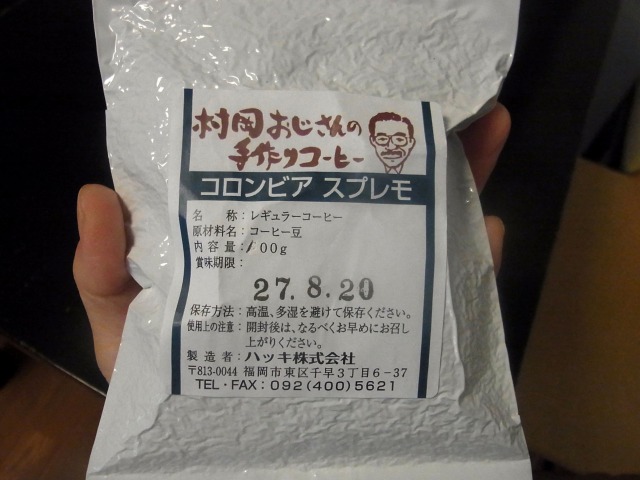 村岡おじさんの
手作りコーヒー
コロンビア スプレモ
名　　称：レギュラーコーヒー
原材料名：コーヒー豆
内 容 量：100g
賞味期限：
27.8.20
保存方法：高温、多湿を避けて保存ください。
使用上の注意：開封後は、なるべくお早めにお召し
上がりください。
製 造 者：ハッキ株式会社
〒813-0044 福岡市東区千早3丁目6-37
TEL・FAX：092(400)5621